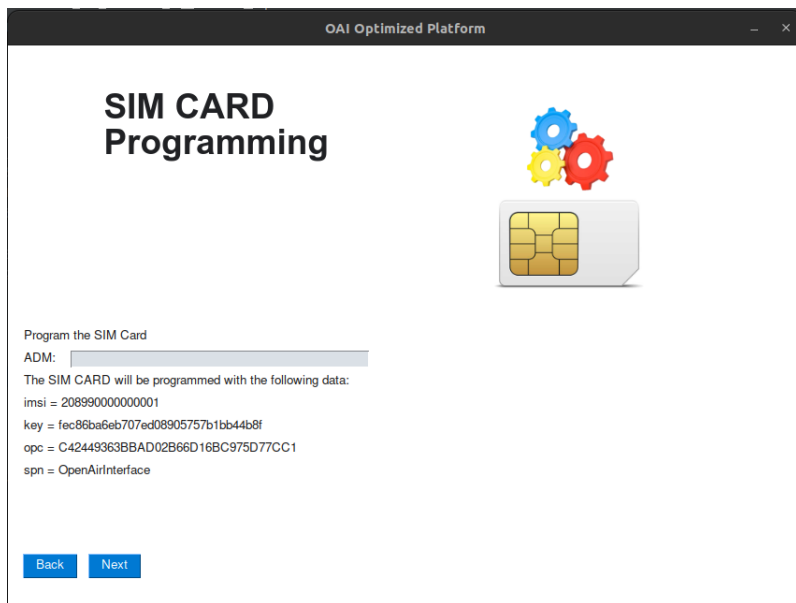 OAI Optimized Platform
SIM CARD
Programming
Program the SIM Card
ADM:
The SIM CARD will be programmed with the following data:
imsi = 208990000000001
key = fec86ba6eb707ed08905757b1bb44b8f
opc = C42449363BBAD02B66D16BC975D77CC1
spn = OpenAirInterface
Back Next